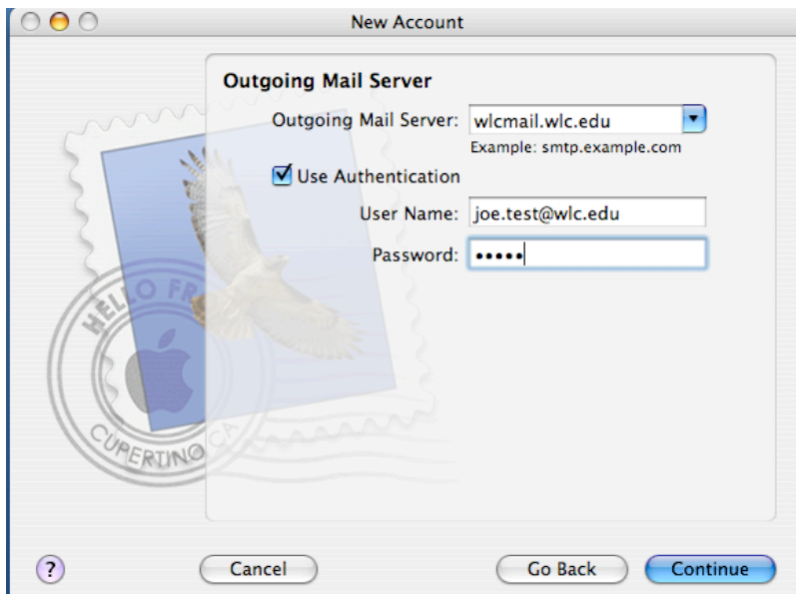 New Account
Outgoing Mail Server
Outgoing Mail Server: wlcmail.wlc.edu
Example: smtp.example.com
Use Authentication
User Name: joe.test@wlc.edu
Password: •••••
HELLO FR
CUPERTINO CA
? Cancel Go Back Continue